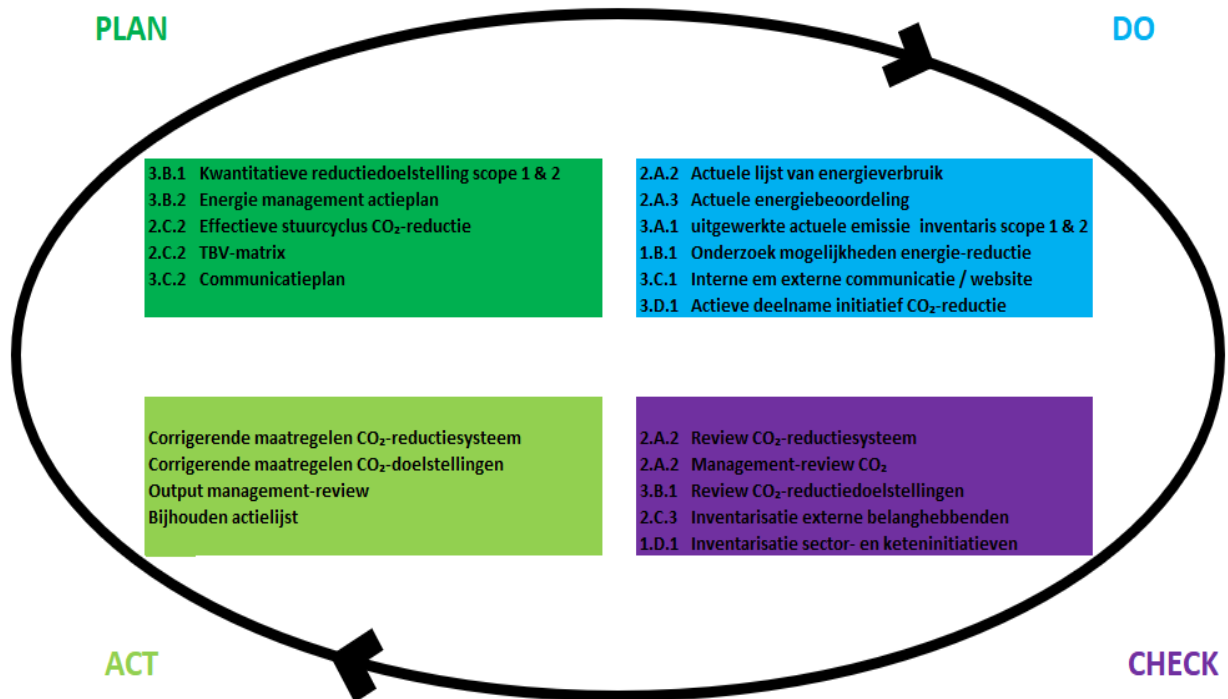 PLAN
DO
3.B.1 Kwantitatieve reductiedoelstelling scope 1 & 2
3.B.2 Energie management actieplan
2.C.2 Effectieve stuurcyclus CO₂-reductie
2.C.2 TBV-matrix
3.C.2 Communicatieplan
2.A.2 Actuele lijst van energieverbruik
2.A.3 Actuele energiebeoordeling
3.A.1 uitgewerkte actuele emissie inventaris scope 1 & 2
1.B.1 Onderzoek mogelijkheden energie-reductie
3.C.1 Interne em externe communicatie / website
3.D.1 Actieve deelname initiatief CO₂-reductie
Corrigerende maatregelen CO₂-reductiesysteem
Corrigerende maatregelen CO₂-doelstellingen
Output management-review
Bijhouden actielijst
2.A.2 Review CO₂-reductiesysteem
2.A.2 Management-review CO₂
3.B.1 Review CO₂-reductiedoelstellingen
2.C.3 Inventarisatie externe belanghebbenden
1.D.1 Inventarisatie sector- en keteninitiatieven
ACT
CHECK